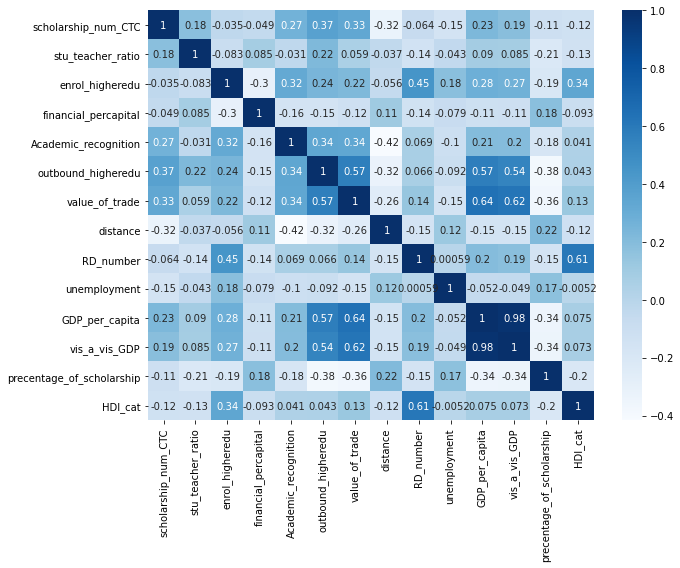 scholarship_num_CTC 1 0.18 -0.035 -0.049 0.27 0.37 0.33 -0.32 -0.064 -0.15 0.23 0.19 -0.11 -0.12
stu_teacher_ratio 0.18 1 -0.083 0.085 -0.031 0.22 0.059 -0.037 -0.14 -0.043 0.09 0.085 -0.21 -0.13
enrol_higheredu -0.035 -0.083 1 -0.3 0.32 0.24 0.22 -0.056 0.45 0.18 0.28 0.27 -0.19 0.34
financial_percapital -0.049 0.085 -0.3 1 -0.16 -0.15 -0.12 0.11 -0.14 -0.079 -0.11 -0.11 0.18 -0.093
Academic_recognition 0.27 -0.031 0.32 -0.16 1 0.34 0.34 -0.42 0.069 -0.1 0.21 0.2 -0.18 0.041
outbound_higheredu 0.37 0.22 0.24 -0.15 0.34 1 0.57 -0.32 0.066 -0.092 0.57 0.54 -0.38 0.043
value_of_trade 0.33 0.059 0.22 -0.12 0.34 0.57 1 -0.26 0.14 -0.15 0.64 0.62 -0.36 0.13
distance -0.32 -0.037 -0.056 0.11 -0.42 -0.32 -0.26 1 -0.15 0.12 -0.15 -0.15 0.22 -0.12
RD_number -0.064 -0.14 0.45 -0.14 0.069 0.066 0.14 -0.15 1 0.00059 0.2 0.19 -0.15 0.61
unemployment -0.15 -0.043 0.18 -0.079 -0.1 -0.092 -0.15 0.12 0.00059 1 -0.052 -0.049 0.17 -0.0052
GDP_per_capita 0.23 0.09 0.28 -0.11 0.21 0.57 0.64 -0.15 0.2 -0.052 1 0.98 -0.34 0.075
vis_a_vis_GDP 0.19 0.085 0.27 -0.11 0.2 0.54 0.62 -0.15 0.19 -0.049 0.98 1 -0.34 0.073
precentage_of_scholarship -0.11 -0.21 -0.19 0.18 -0.18 -0.38 -0.36 0.22 -0.15 0.17 -0.34 -0.34 1 -0.2
HDI_cat -0.12 -0.13 0.34 -0.093 0.041 0.043 0.13 -0.12 0.61 -0.0052 0.075 0.073 -0.2 1
scholarship_num_CTC
stu_teacher_ratio
enrol_higheredu
financial_percapital
Academic_recognition
outbound_higheredu
value_of_trade
distance
RD_number
unemployment
GDP_per_capita
vis_a_vis_GDP
precentage_of_scholarship
HDI_cat
1.0
0.8
0.6
0.4
0.2
0.0
−0.2
−0.4